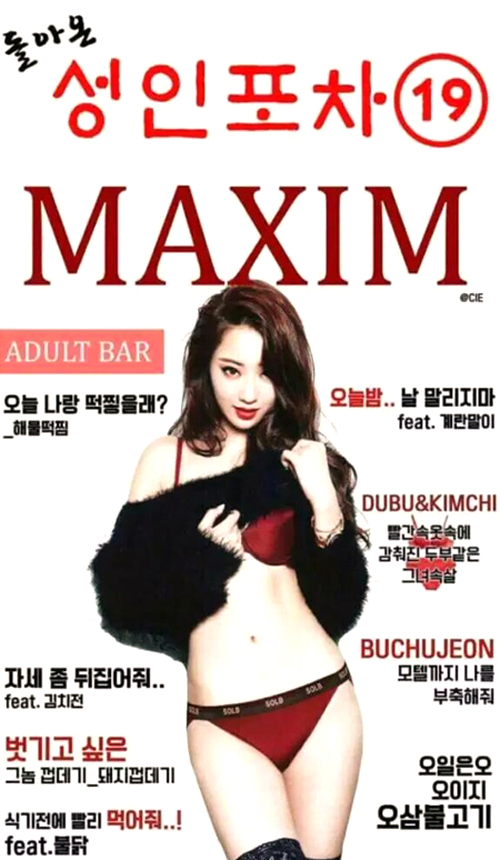 돌아온
성인포차 19
MAXIM
@CIE
ADULT BAR
오늘 나랑 떡찧을래?
_해물떡찜
오늘밤.. 날 말리지마
feat. 계란말이
DUBU&KIMCHI
빨간속옷속에
감춰진 두부같은
그녀속살
BUCHUJEON
모텔까지 나를
부축해줘
자세 좀 뒤집어줘..
feat. 김치전
벗기고 싶은
그놈 껍데기_돼지껍데기
식기전에 빨리 먹어줘..!
feat.불닭
오일은오
오이지
오삼불고기
SOLB SOLB SOLB